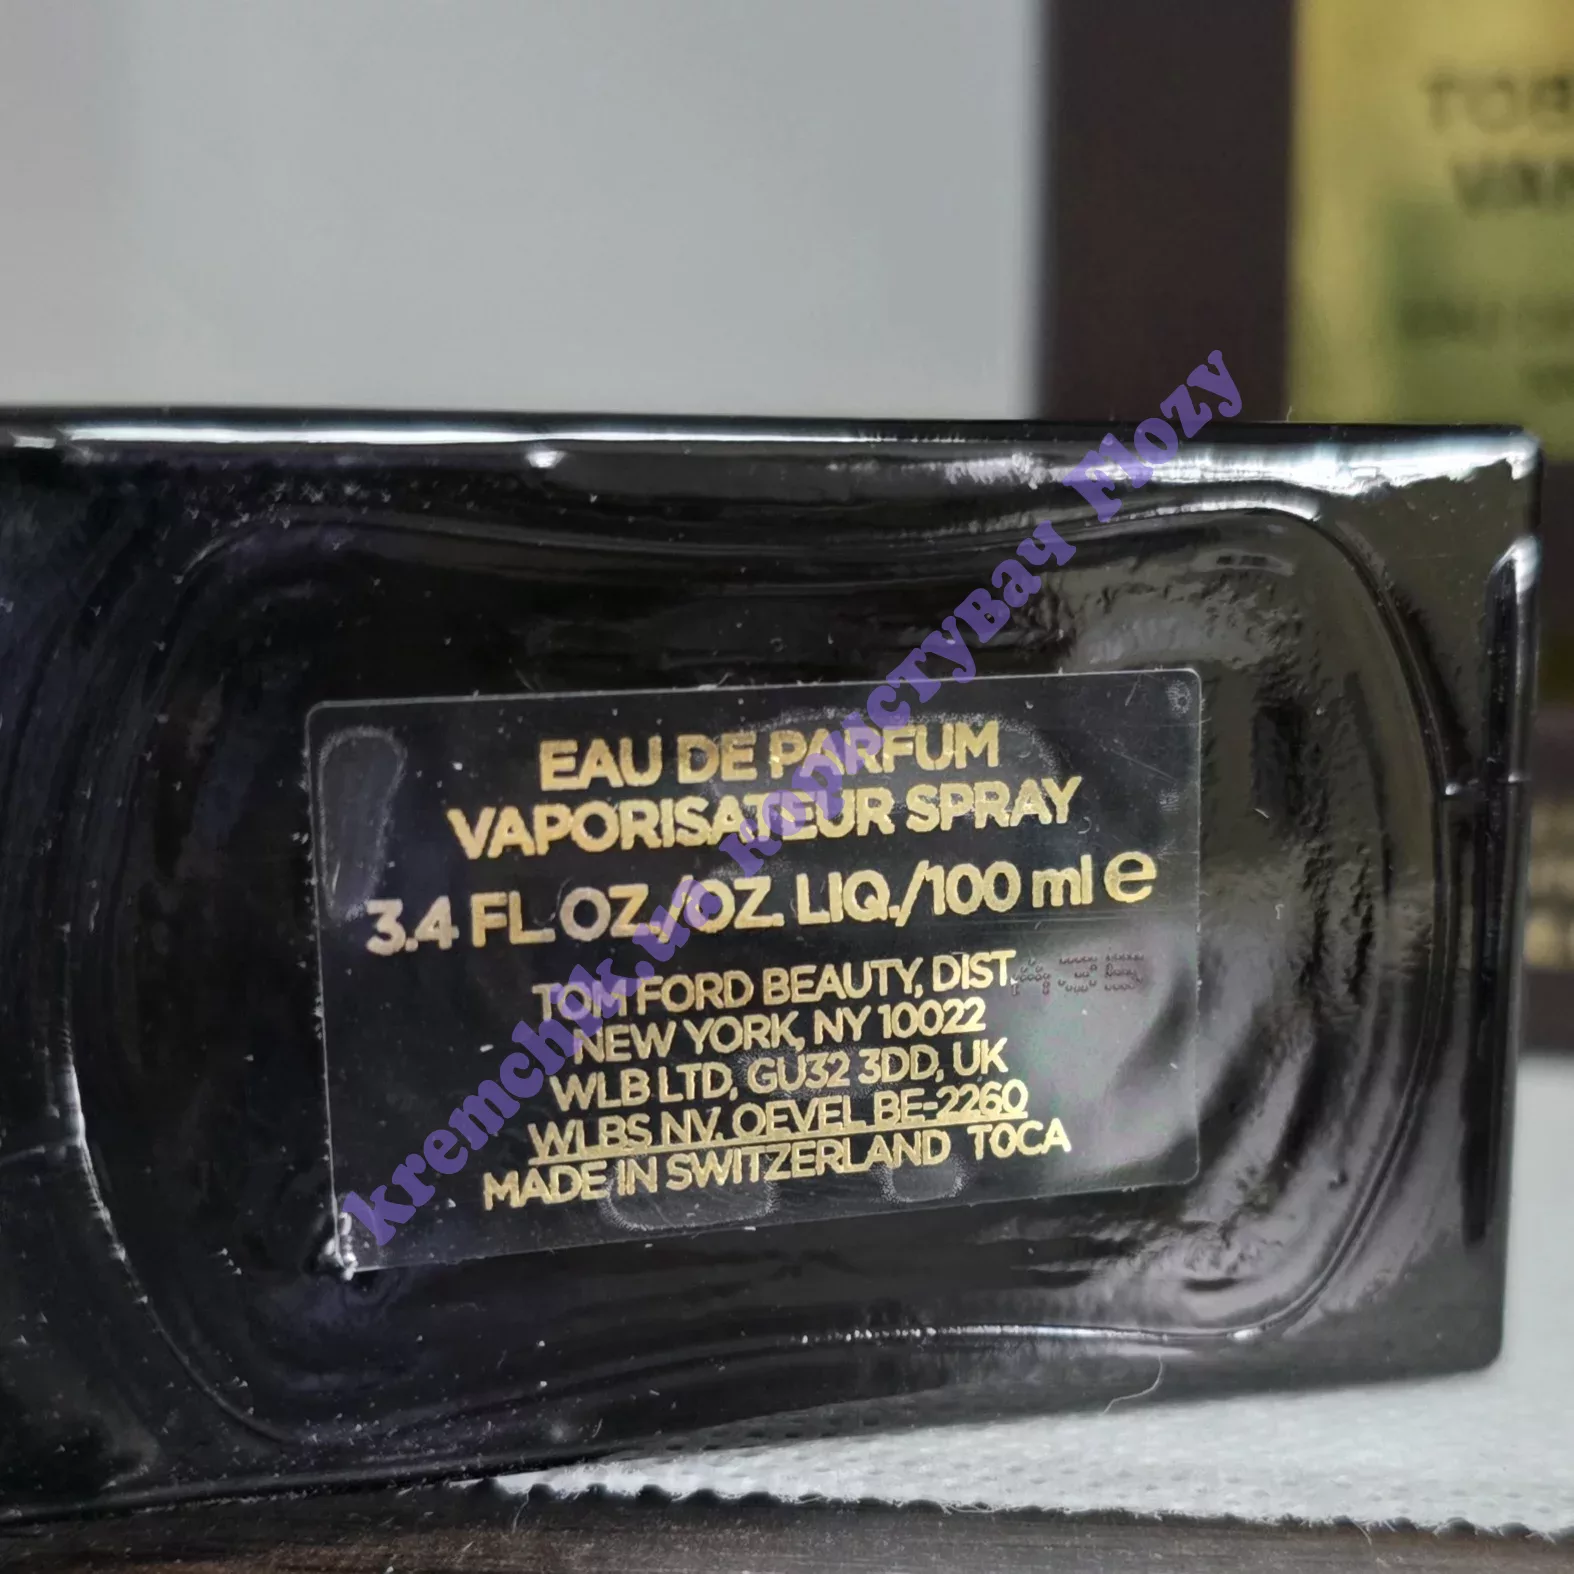 TOB
VAN
EAU DE PARFUM
VAPORISATEUR SPRAY
3.4 FL. OZ./OZ. LIQ./100 ml e
TOM FORD BEAUTY, DIST.
NEW YORK, NY 10022
WLB LTD, GU32 3DD, UK
WLBS NV, OEVEL BE-2260
MADE IN SWITZERLAND T0CA
kremchik.ua користувач Flozy